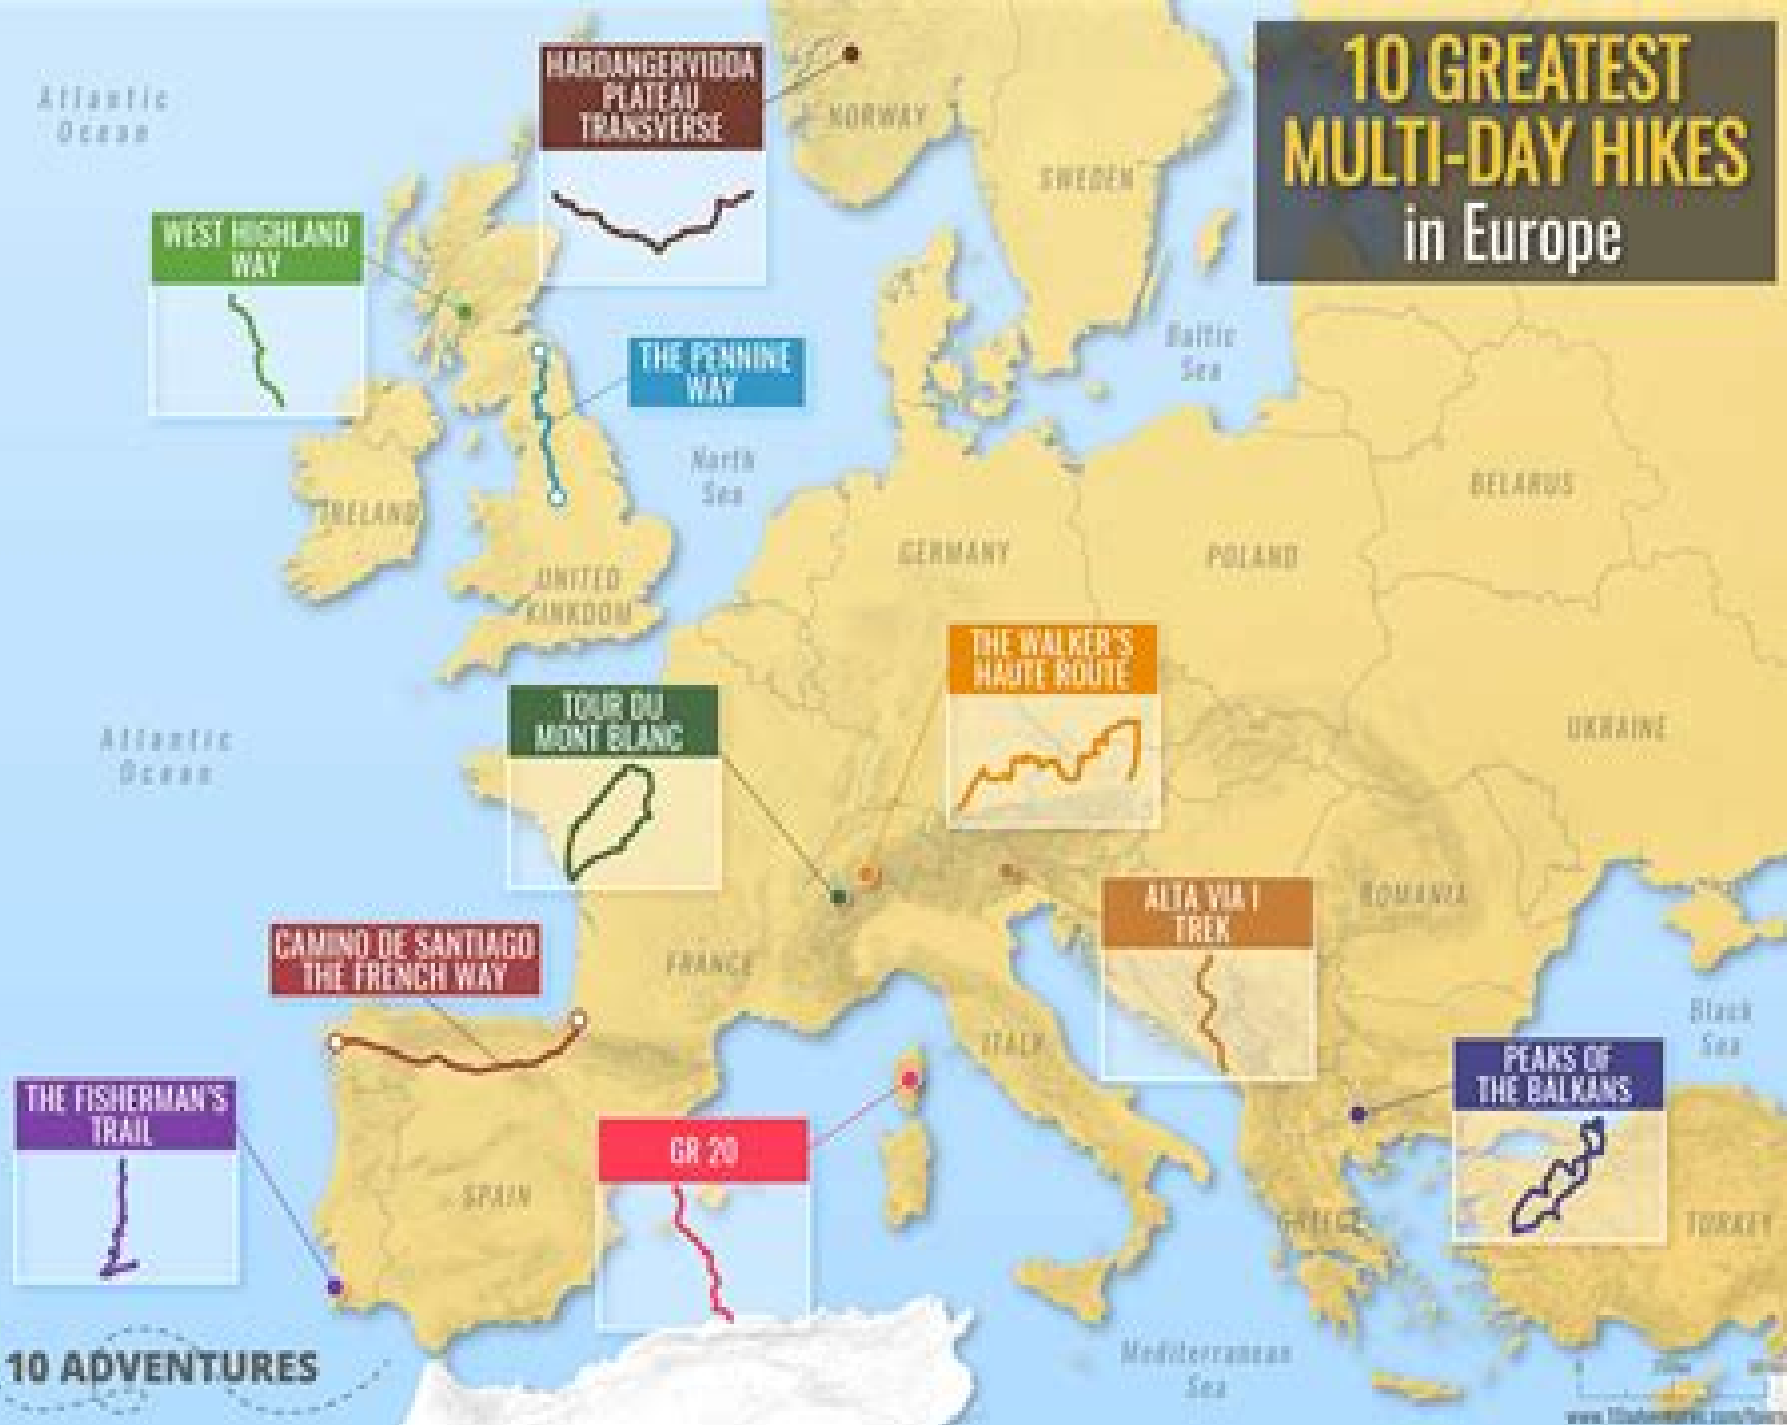 10 GREATEST
MULTI-DAY HIKES
in Europe
Atlantic
Ocean
HARDANGERVIDDA
PLATEAU
TRANSVERSE
NORWAY
SWEDEN
WEST HIGHLAND
WAY
THE PENNINE
WAY
Baltic
Sea
North
Sea
IRELAND
UNITED
KINKDOM
GERMANY
POLAND
BELARUS
THE WALKER'S
HAUTE ROUTE
TOUR DU
MONT BLANC
UKRAINE
Atlantic
Ocean
ALTA VIA 1
TREK
ROMANIA
CAMINO DE SANTIAGO
THE FRENCH WAY
FRANCE
ITALY
Black
Sea
PEAKS OF
THE BALKANS
THE FISHERMAN'S
TRAIL
GR 20
SPAIN
GREECE
TURKEY
Mediterranean
Sea
10 ADVENTURES